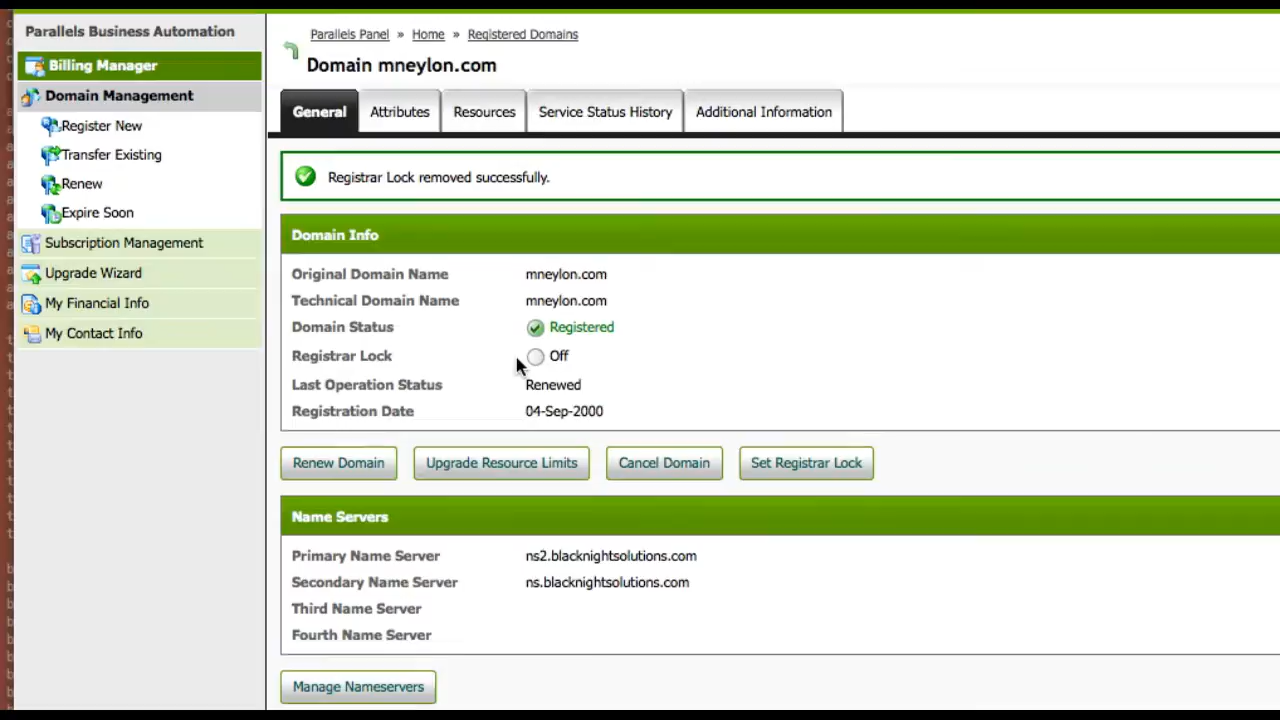 Parallels Business Automation
Billing Manager
Domain Management
Register New
Transfer Existing
Renew
Expire Soon
Subscription Management
Upgrade Wizard
My Financial Info
My Contact Info
Parallels Panel » Home » Registered Domains
Domain mneylon.com
General Attributes Resources Service Status History Additional Information
Registrar Lock removed successfully.
Domain Info
Original Domain Name mneylon.com
Technical Domain Name mneylon.com
Domain Status Registered
Registrar Lock Off
Last Operation Status Renewed
Registration Date 04-Sep-2000
Renew Domain Upgrade Resource Limits Cancel Domain Set Registrar Lock
Name Servers
Primary Name Server ns2.blacknightsolutions.com
Secondary Name Server ns.blacknightsolutions.com
Third Name Server
Fourth Name Server
Manage Nameservers